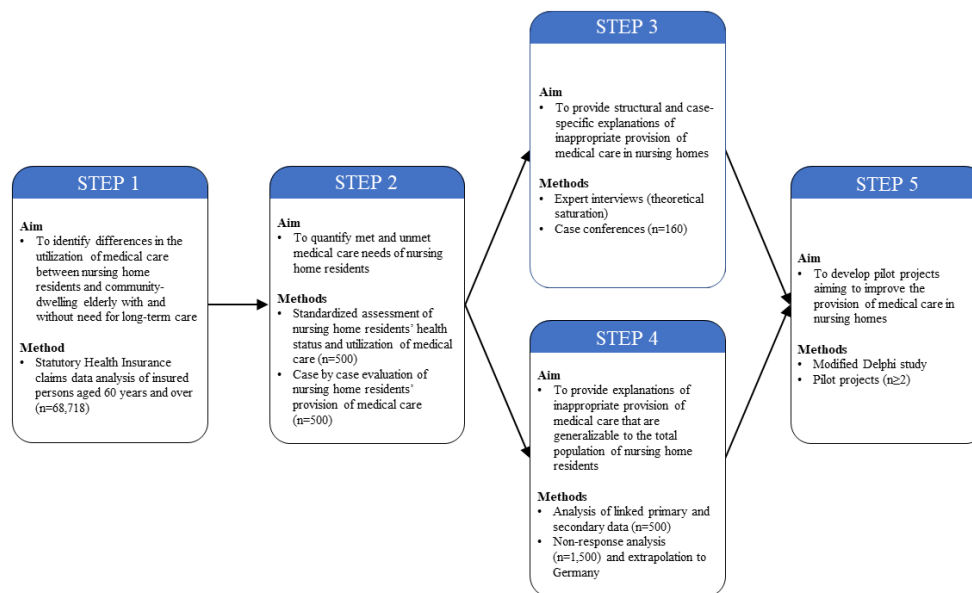 STEP 1
Aim
• To identify differences in the
utilization of medical care
between nursing home
residents and community-
dwelling elderly with and
without need for long-term care
Method
• Statutory Health Insurance
claims data analysis of insured
persons aged 60 years and over
(n=68,718)
STEP 2
Aim
• To quantify met and unmet
medical care needs of nursing
home residents
Methods
• Standardized assessment of
nursing home residents’ health
status and utilization of medical
care (n=500)
• Case by case evaluation of
nursing home residents’
provision of medical care
(n=500)
STEP 3
Aim
• To provide structural and case-
specific explanations of
inappropriate provision of
medical care in nursing homes
Methods
• Expert interviews (theoretical
saturation)
• Case conferences (n=160)
STEP 4
Aim
• To provide explanations of
inappropriate provision of
medical care that are
generalizable to the total
population of nursing home
residents
Methods
• Analysis of linked primary and
secondary data (n=500)
• Non-response analysis
(n=1,500) and extrapolation to
Germany
STEP 5
Aim
• To develop pilot projects
aiming to improve the
provision of medical care in
nursing homes
Methods
• Modified Delphi study
• Pilot projects (n≥2)